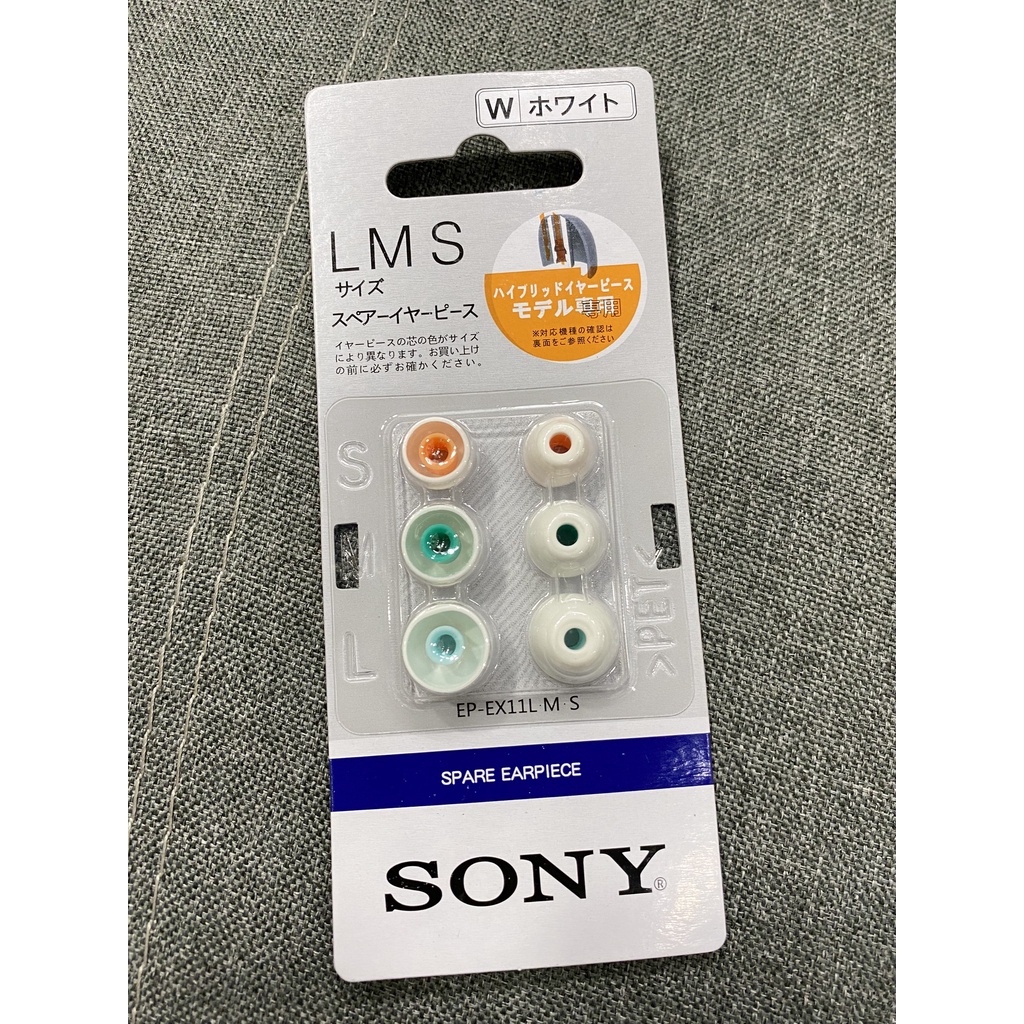 W ホワイト
LMS
サイズ
スペアーイヤーピース
イヤーピースの芯の色がサイズ
により異なります。お買い上げ
の前に必ずお確かください。
ハイブリッドイヤーピース
モデル専用
※対応機種の確認は
裏面をご参照ください
S
M
L
>PET<
EP-EX11L·M·S
SPARE EARPIECE
SONY®